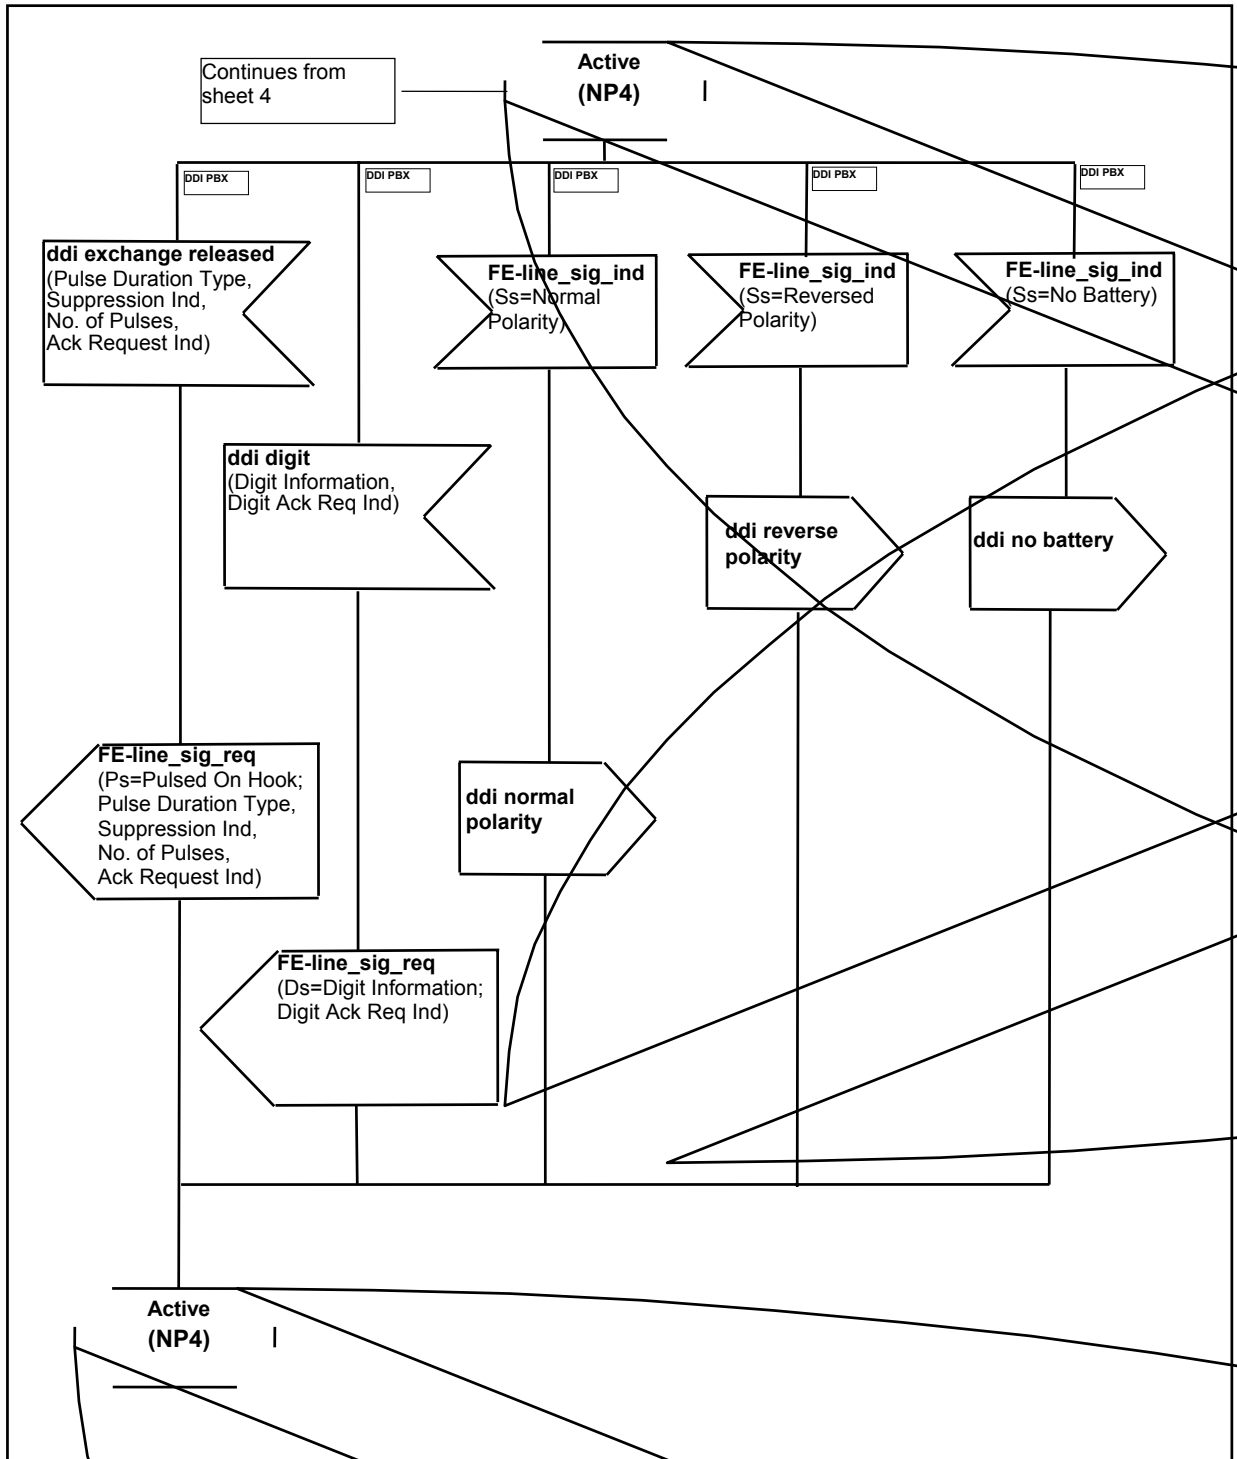 Continues from
sheet 4
Active
(NP4)
DDI PBX
DDI PBX
DDI PBX
DDI PBX
DDI PBX
ddi exchange released
(Pulse Duration Type,
Suppression Ind,
No. of Pulses,
Ack Request Ind)
FE-line_sig_ind
(Ss=Normal
Polarity)
FE-line_sig_ind
(Ss=Reversed
Polarity)
FE-line_sig_ind
(Ss=No Battery)
ddi digit
(Digit Information,
Digit Ack Req Ind)
ddi reverse
polarity
ddi no battery
FE-line_sig_req
(Ps=Pulsed On Hook;
Pulse Duration Type,
Suppression Ind,
No. of Pulses,
Ack Request Ind)
ddi normal
polarity
FE-line_sig_req
(Ds=Digit Information;
Digit Ack Req Ind)
Active
(NP4)